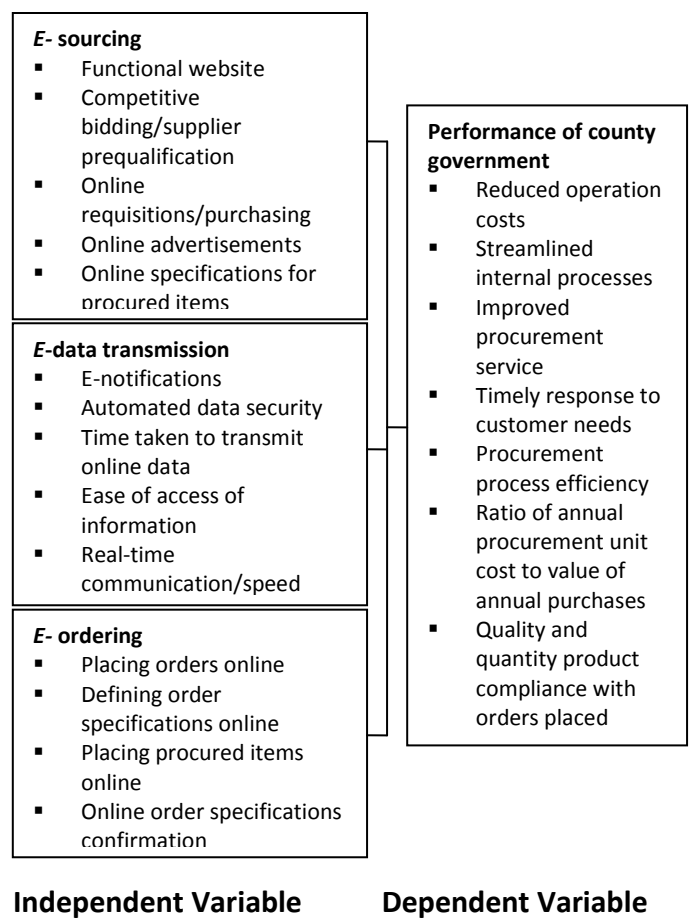 E- sourcing
▪ Functional website
▪ Competitive
bidding/supplier
prequalification
▪ Online
requisitions/purchasing
▪ Online advertisements
▪ Online specifications for
procured items
E-data transmission
▪ E-notifications
▪ Automated data security
▪ Time taken to transmit
online data
▪ Ease of access of
information
▪ Real-time
communication/speed
E- ordering
▪ Placing orders online
▪ Defining order
specifications online
▪ Placing procured items
online
▪ Online order specifications
confirmation
Performance of county
government
▪ Reduced operation
costs
▪ Streamlined
internal processes
▪ Improved
procurement
service
▪ Timely response to
customer needs
▪ Procurement
process efficiency
▪ Ratio of annual
procurement unit
cost to value of
annual purchases
▪ Quality and
quantity product
compliance with
orders placed
Independent Variable
Dependent Variable